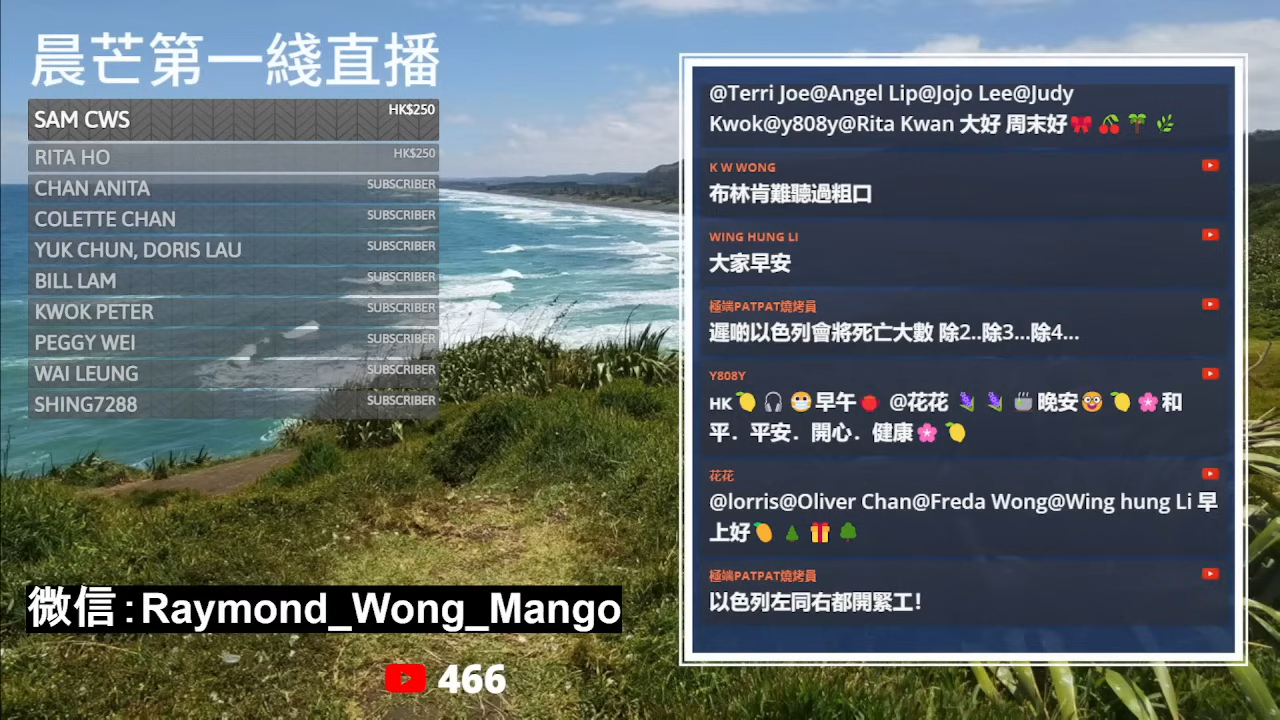 晨芒第一綫直播
SAM CWS HK$250
RITA HO HK$250
CHAN ANITA SUBSCRIBER
COLETTE CHAN SUBSCRIBER
YUK CHUN, DORIS LAU SUBSCRIBER
BILL LAM SUBSCRIBER
KWOK PETER SUBSCRIBER
PEGGY WEI SUBSCRIBER
WAI LEUNG SUBSCRIBER
SHING7288 SUBSCRIBER
微信:Raymond_Wong_Mango
466
@Terri Joe@Angel Lip@Jojo Lee@Judy
Kwok@y808y@Rita Kwan 大好 周末好🎀🍒🌴🌿
K W WONG
布林肯難聽過粗口
WING HUNG LI
大家早安
極端PATPAT燒烤員
遲啲以色列會將死亡大數 除2..除3...除4...
Y808Y
HK🍋🎧😷早午🍅 @花花 🍆🍆🍵晚安🤡🍋🌸和
平．平安．開心．健康🌸🍋
花花
@lorris@Oliver Chan@Freda Wong@Wing hung Li 早
上好🥭🌲🎁🌳
極端PATPAT燒烤員
以色列左同右都開緊工！